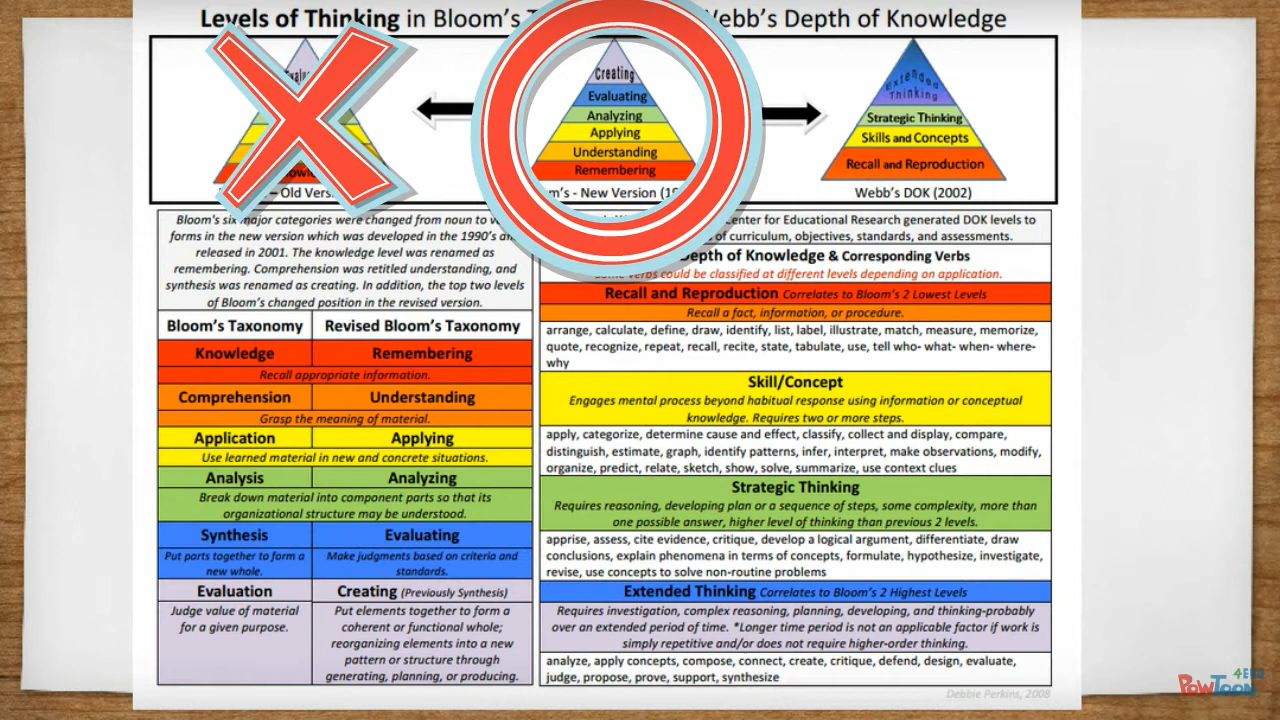 Levels of Thinking in Bloom's Webb's Depth of Knowledge
Creating
Evaluating
Analyzing
Applying
Understanding
Remembering
Extended
Thinking
Strategic Thinking
Skills and Concepts
Recall and Reproduction
– Old
- New Version
Webb's DOK (2002)
Bloom's six major categories were changed from noun to
forms in the new version which was developed in the 1990's
released in 2001. The knowledge level was renamed as
remembering. Comprehension was retitled understanding, and
synthesis was renamed as creating. In addition, the top two levels
of Bloom's changed position in the revised version.
Bloom's Taxonomy Revised Bloom's Taxonomy
Knowledge Remembering
Recall appropriate information.
Comprehension Understanding
Grasp the meaning of material.
Application Applying
Use learned material in new and concrete situations.
Analysis Analyzing
Break down material into component parts so that its
organizational structure may be understood.
Synthesis Evaluating
Put parts together to form a
new whole.
Make judgments based on criteria and
standards.
Evaluation Creating (Previously Synthesis)
Judge value of material
for a given purpose.
Put elements together to form a
coherent or functional whole;
reorganizing elements into a new
pattern or structure through
generating, planning, or producing.
Center for Educational Research generated DOK levels to
of curriculum, objectives, standards, and assessments.
Depth of Knowledge & Corresponding Verbs
Some verbs could be classified at different levels depending on application.
Recall and Reproduction Correlates to Bloom's 2 Lowest Levels
Recall a fact, information, or procedure.
arrange, calculate, define, draw, identify, list, label, illustrate, match, measure, memorize,
quote, recognize, repeat, recall, recite, state, tabulate, use, tell who- what- when- where-
why
Skill/Concept
Engages mental process beyond habitual response using information or conceptual
knowledge. Requires two or more steps.
apply, categorize, determine cause and effect, classify, collect and display, compare,
distinguish, estimate, graph, identify patterns, infer, interpret, make observations, modify,
organize, predict, relate, sketch, show, solve, summarize, use context clues
Strategic Thinking
Requires reasoning, developing plan or a sequence of steps, some complexity, more than
one possible answer, higher level of thinking than previous 2 levels.
apprise, assess, cite evidence, critique, develop a logical argument, differentiate, draw
conclusions, explain phenomena in terms of concepts, formulate, hypothesize, investigate,
revise, use concepts to solve non-routine problems
Extended Thinking Correlates to Bloom's 2 Highest Levels
Requires investigation, complex reasoning, planning, developing, and thinking-probably
over an extended period of time. *Longer time period is not an applicable factor if work is
simply repetitive and/or does not require higher-order thinking.
analyze, apply concepts, compose, connect, create, critique, defend, design, evaluate,
judge, propose, prove, support, synthesize
Debbie Perkins, 2008
POWTOON
4EDU